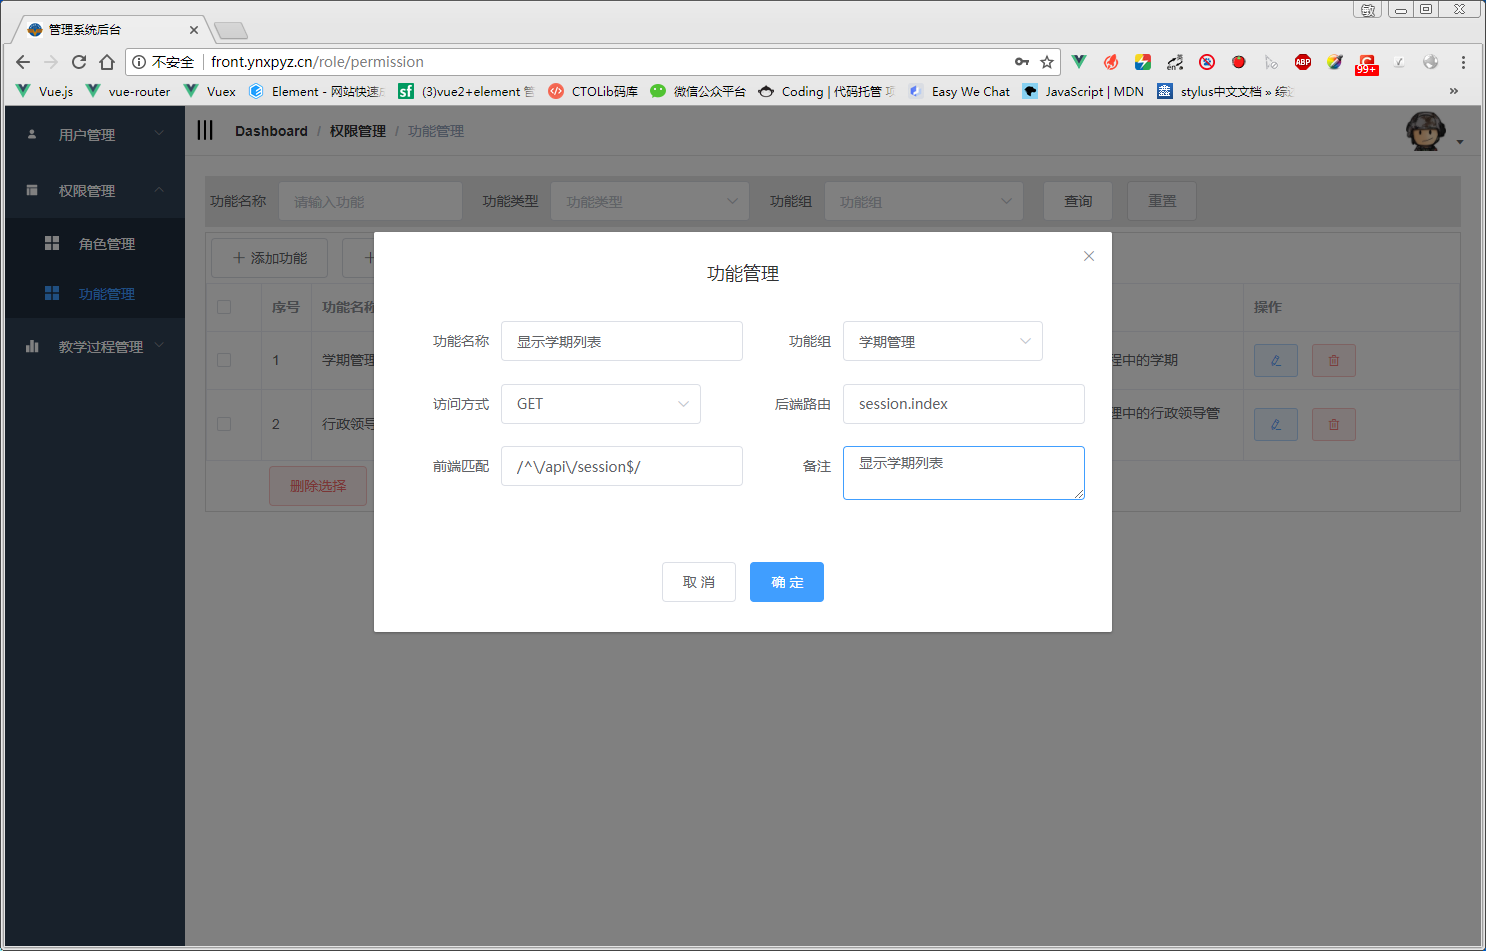 管理系统后台
敏
不安全 front.ynxpyz.cn/role/permission
en
ABP
99+
Vue.js vue-router Vuex Element - 网站快速 sf (3)vue2+element CTOLib码库 微信公众平台 Coding | 代码托管 Easy We Chat JavaScript | MDN 鑫 stylus中文文档 » 综
用户管理
Dashboard / 权限管理 / 功能管理
权限管理
角色管理
功能管理
教学过程管理
功能名称 请输入功能 功能类型 功能类型 功能组 功能组 查询 重置
添加功能
序号 功能名称 操作
1 学期管理 程中的学期
2 行政领导 理中的行政领导管
删除选择
功能管理
功能名称 显示学期列表 功能组 学期管理
访问方式 GET 后端路由 session.index
前端匹配 /^\/api\/session$/ 备注 显示学期列表
取 消 确 定